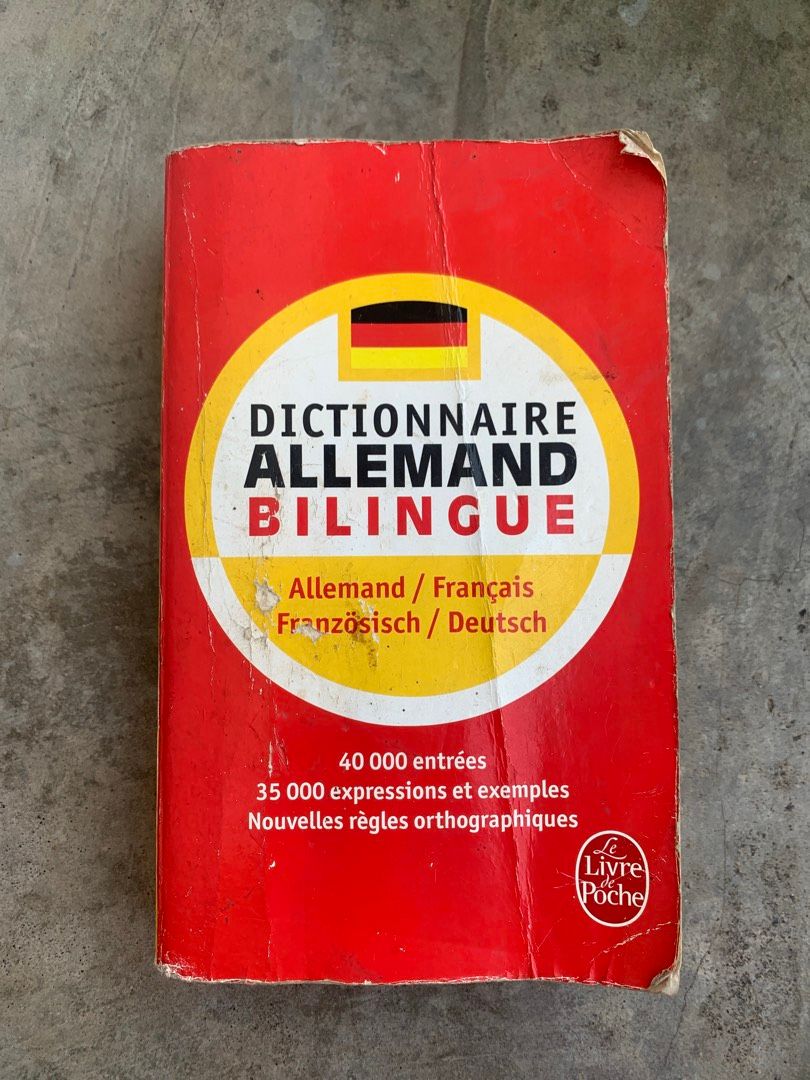 DICTIONNAIRE
ALLEMAND
BILINGUE
Allemand / Français
Französisch / Deutsch
40 000 entrées
35 000 expressions et exemples
Nouvelles règles orthographiques
Le
Livre
de
Poche